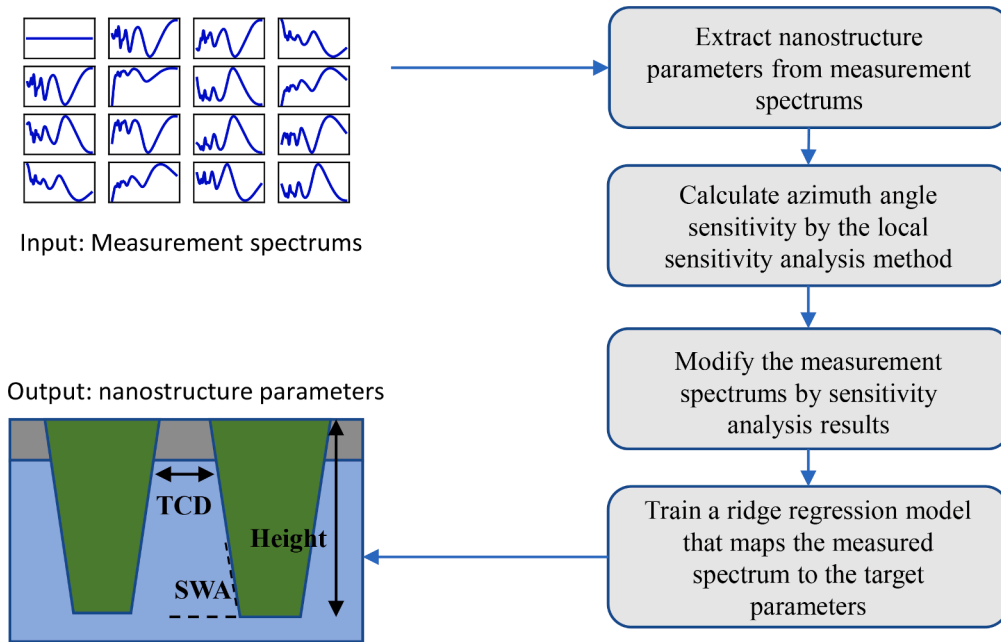 Input: Measurement spectrums
Extract nanostructure
parameters from measurement
spectrums
Calculate azimuth angle
sensitivity by the local
sensitivity analysis method
Modify the measurement
spectrums by sensitivity
analysis results
Train a ridge regression model
that maps the measured
spectrum to the target
parameters
Output: nanostructure parameters
TCD
Height
SWA